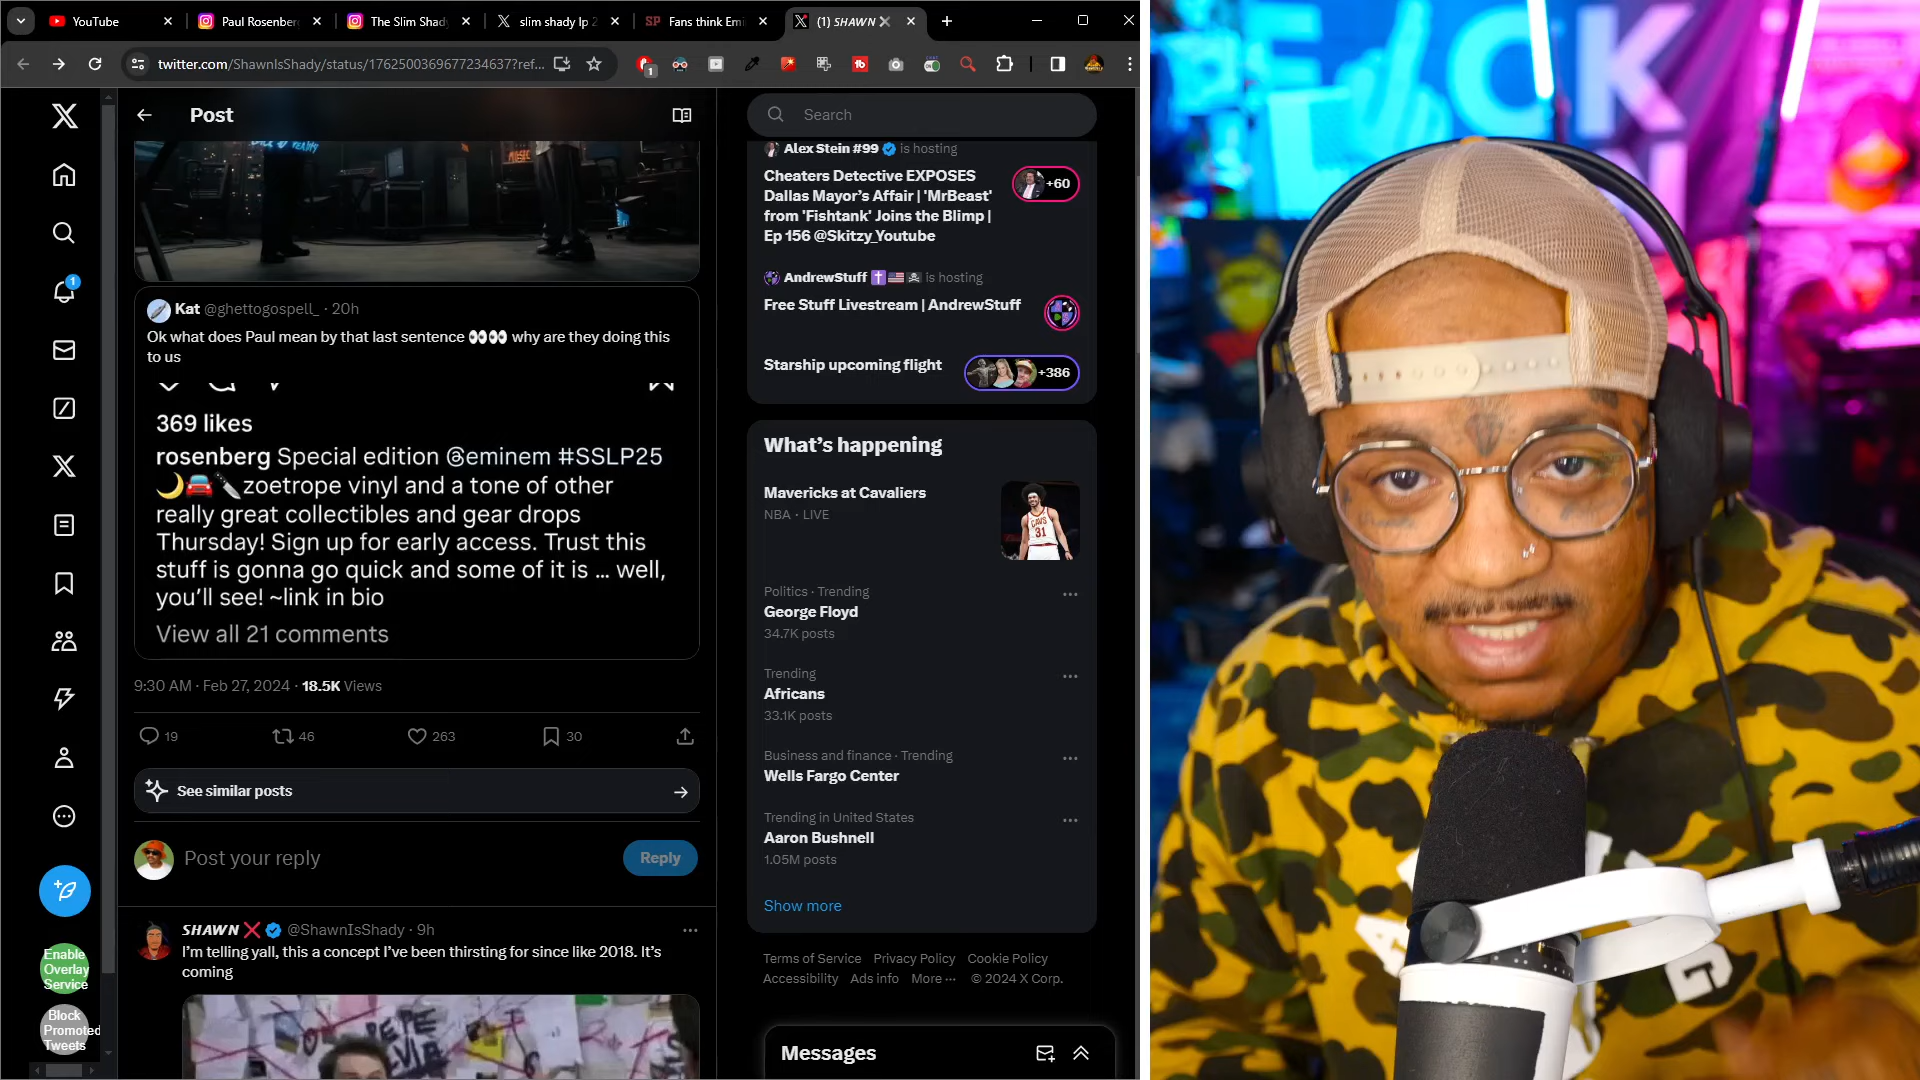 YouTube
Paul Rosenber
The Slim Shad
slim shady lp 2
SP
Fans think Emi
(1) SHAWN ❌
twitter.com/ShawnIsShady/status/1762500369677234637?ref...
1
Post
Search
MUSIC
1
Kat @ghettogospell_ · 20h
Ok what does Paul mean by that last sentence 👀👀 why are they doing this
to us
369 likes
rosenberg Special edition @eminem #SSLP25
🌙🚘🔪zoetrope vinyl and a tone of other
really great collectibles and gear drops
Thursday! Sign up for early access. Trust this
stuff is gonna go quick and some of it is ... well,
you'll see! ~link in bio
View all 21 comments
9:30 AM · Feb 27, 2024 · 18.5K Views
19
46
263
30
See similar posts
Post your reply
Reply
SHAWN ❌ @ShawnIsShady · 9h
I'm telling yall, this a concept I've been thirsting for since like 2018. It's
coming
PEPE
Enable
Overlay
Service
Block
Promoted
Tweets
Alex Stein #99 is hosting
Cheaters Detective EXPOSES
Dallas Mayor's Affair | 'MrBeast'
from 'Fishtank' Joins the Blimp |
Ep 156 @Skitzy_Youtube
+60
AndrewStuff ✝️🇺🇸🏴‍☠️ is hosting
Free Stuff Livestream | AndrewStuff
Starship upcoming flight
+386
What's happening
Mavericks at Cavaliers
NBA · LIVE
CAVS
31
Politics · Trending
George Floyd
34.7K posts
Trending
Africans
33.1K posts
Business and finance · Trending
Wells Fargo Center
Trending in United States
Aaron Bushnell
1.05M posts
Show more
Terms of Service Privacy Policy Cookie Policy
Accessibility Ads info More ··· © 2024 X Corp.
Messages